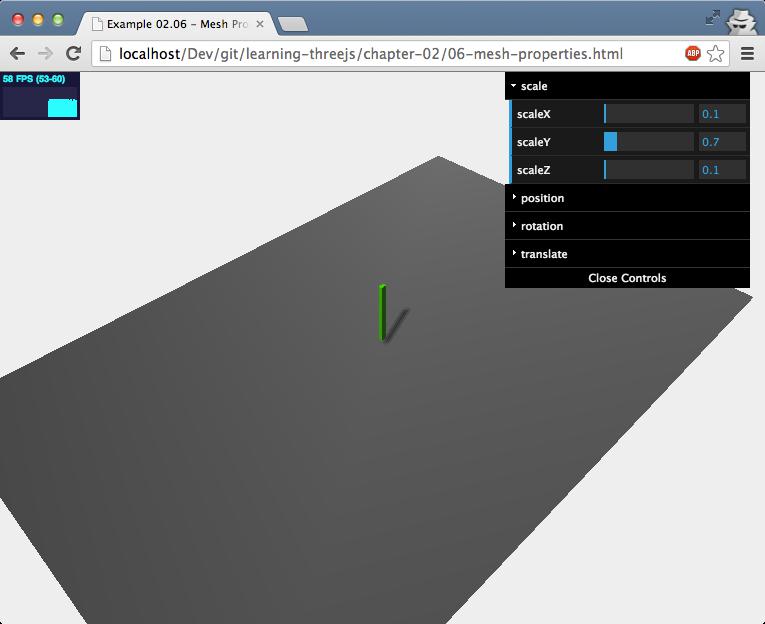 Example 02.06 - Mesh Pro
localhost/Dev/git/learning-threejs/chapter-02/06-mesh-properties.html
ABP
58 FPS (53-60)
scale
scaleX 0.1
scaleY 0.7
scaleZ 0.1
position
rotation
translate
Close Controls